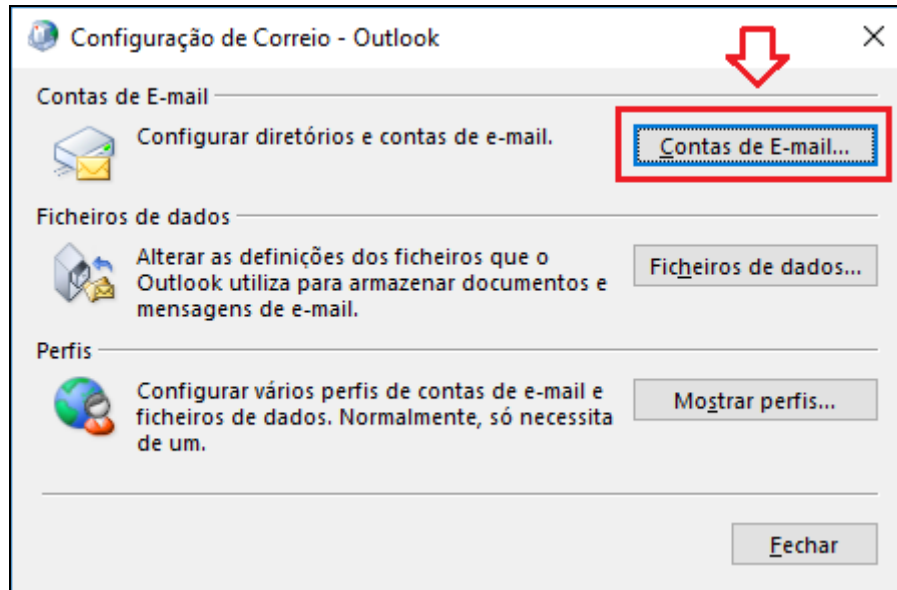 Configuração de Correio - Outlook
Contas de E-mail
Configurar diretórios e contas de e-mail.
Contas de E-mail...
Ficheiros de dados
Alterar as definições dos ficheiros que o
Outlook utiliza para armazenar documentos e
mensagens de e-mail.
Ficheiros de dados...
Perfis
Configurar vários perfis de contas de e-mail e
ficheiros de dados. Normalmente, só necessita
de um.
Mostrar perfis...
Fechar